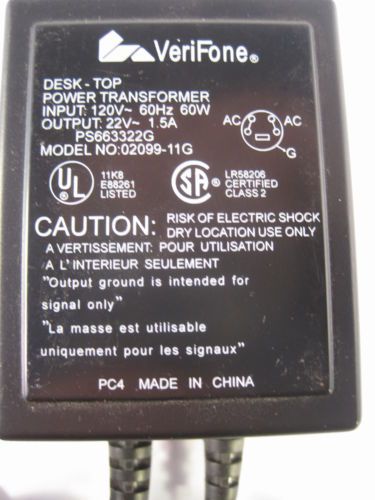 VeriFone®
DESK - TOP
POWER TRANSFORMER
INPUT: 120V~ 60Hz 60W
OUTPUT: 22V~ 1.5A
PS663322G
MODEL NO:02099-11G
AC AC
G
UL ®
11K8
E88261
LISTED
SA ®
LR58206
CERTIFIED
CLASS 2
CAUTION: RISK OF ELECTRIC SHOCK
DRY LOCATION USE ONLY
A VERTISSEMENT: POUR UTILISATION
A L' INTERIEUR SEULEMENT
"Output ground is intended for
signal only"
"La masse est utilisable
uniquement pour les signaux"
PC4 MADE IN CHINA